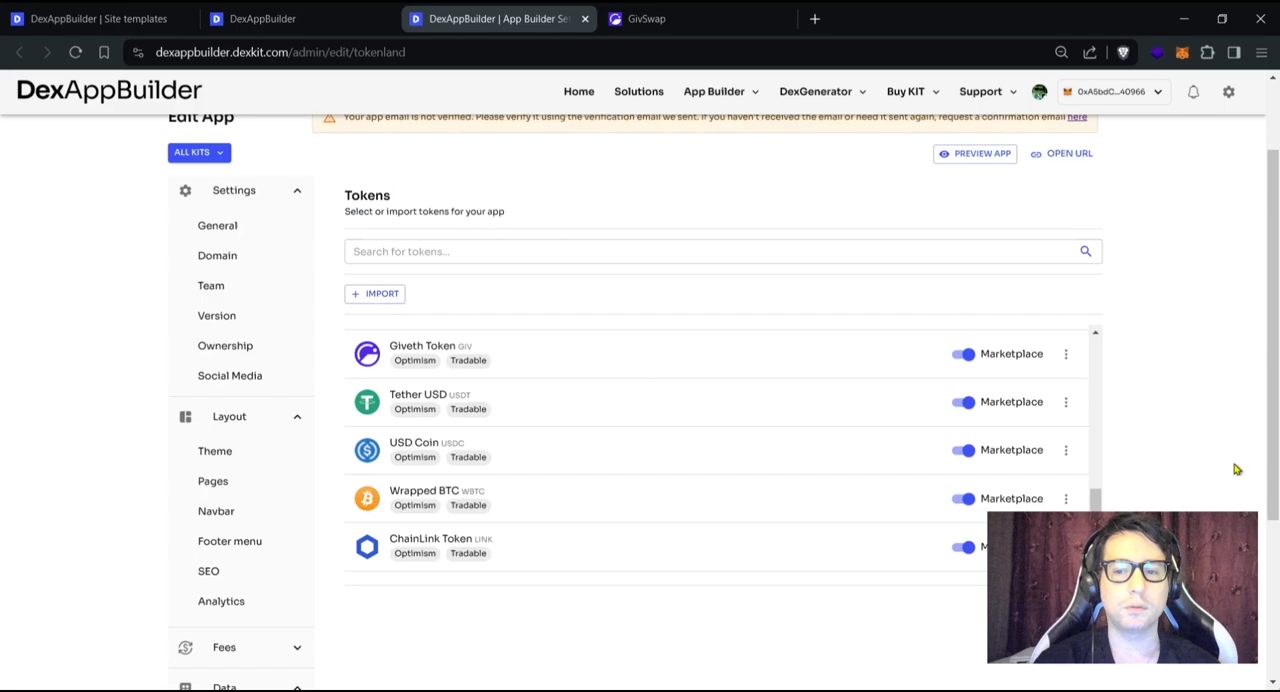 DexAppBuilder | Site templates
DexAppBuilder
DexAppBuilder | App Builder Se
GivSwap
dexappbuilder.dexkit.com/admin/edit/tokenland
DexAppBuilder
Home
Solutions
App Builder
DexGenerator
Buy KIT
Support
0xA5bdC...40966
Edit App
Your app email is not verified. Please verify it using the verification email we sent. If you haven't received the email or need it sent again, request a confirmation email here
ALL KITS
PREVIEW APP
OPEN URL
Settings
General
Domain
Team
Version
Ownership
Social Media
Layout
Theme
Pages
Navbar
Footer menu
SEO
Analytics
Fees
Data
Tokens
Select or import tokens for your app
Search for tokens...
+ IMPORT
Giveth Token GIV
Optimism Tradable
Marketplace
Tether USD USDT
Optimism Tradable
Marketplace
USD Coin USDC
Optimism Tradable
Marketplace
Wrapped BTC WBTC
Optimism Tradable
Marketplace
ChainLink Token LINK
Optimism Tradable
M